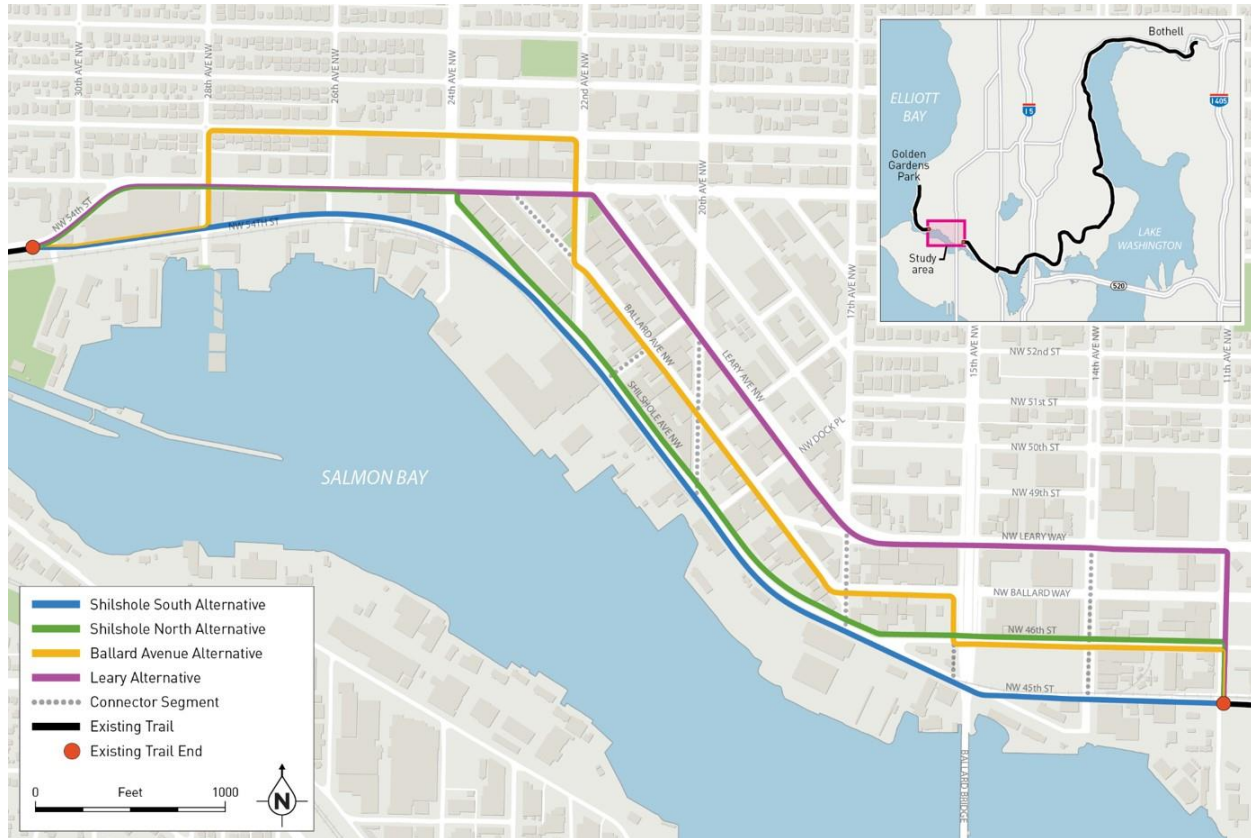 30th AVE NW
28th AVE NW
26th AVE NW
24th AVE NW
22nd AVE NW
20th AVE NW
17th AVE NW
15th AVE NW
14th AVE NW
11th AVE NW
NW 54TH ST
NW 54TH ST
BALLARD AVE NW
LEARY AVE NW
SHILSHOLE AVE NW
NW DOCK PL
NW 52nd ST
NW 51st ST
NW 50th ST
NW 49th ST
NW LEARY WAY
NW BALLARD WAY
NW 46th ST
NW 45th ST
BALLARD BRIDGE
SALMON BAY
Bothell
ELLIOTT
BAY
I 5
I 405
Golden
Gardens
Park
LAKE
WASHINGTON
Study
area
520
Shilshole South Alternative
Shilshole North Alternative
Ballard Avenue Alternative
Leary Alternative
Connector Segment
Existing Trail
Existing Trail End
0 Feet 1000
N